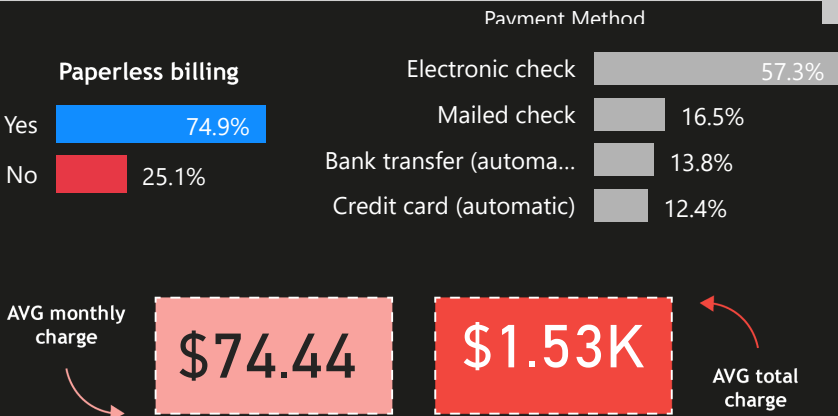 Payment Method
Paperless billing
Yes 74.9%
No 25.1%
Electronic check 57.3%
Mailed check 16.5%
Bank transfer (automa... 13.8%
Credit card (automatic) 12.4%
AVG monthly
charge
$74.44
$1.53K
AVG total
charge